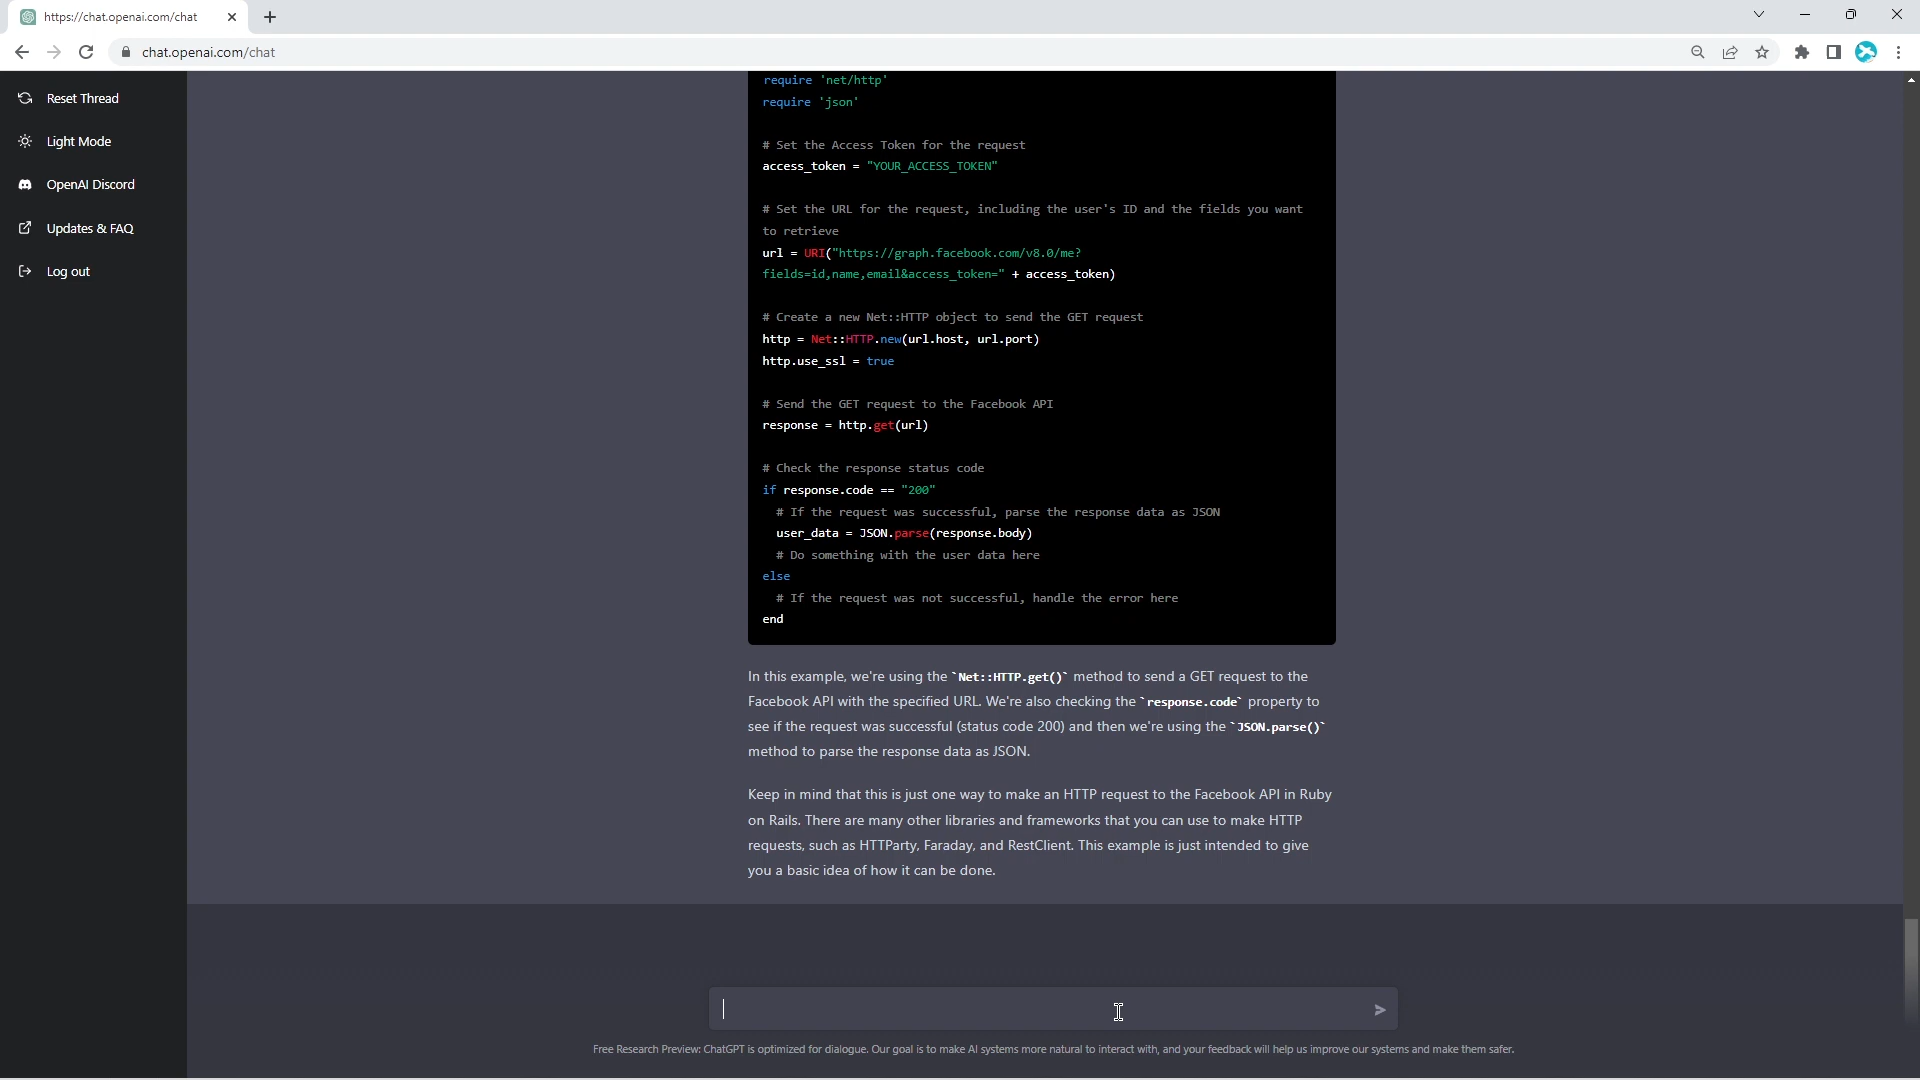 https://chat.openai.com/chat
chat.openai.com/chat
Reset Thread
Light Mode
OpenAI Discord
Updates & FAQ
Log out
require 'net/http'
require 'json'
# Set the Access Token for the request
access_token = "YOUR_ACCESS_TOKEN"
# Set the URL for the request, including the user's ID and the fields you want
to retrieve
url = URI("https://graph.facebook.com/v8.0/me?
fields=id,name,email&access_token=" + access_token)
# Create a new Net::HTTP object to send the GET request
http = Net::HTTP.new(url.host, url.port)
http.use_ssl = true
# Send the GET request to the Facebook API
response = http.get(url)
# Check the response status code
if response.code == "200"
# If the request was successful, parse the response data as JSON
user_data = JSON.parse(response.body)
# Do something with the user data here
else
# If the request was not successful, handle the error here
end
In this example, we're using the `Net::HTTP.get()` method to send a GET request to the
Facebook API with the specified URL. We're also checking the `response.code` property to
see if the request was successful (status code 200) and then we're using the `JSON.parse()`
method to parse the response data as JSON.
Keep in mind that this is just one way to make an HTTP request to the Facebook API in Ruby
on Rails. There are many other libraries and frameworks that you can use to make HTTP
requests, such as HTTParty, Faraday, and RestClient. This example is just intended to give
you a basic idea of how it can be done.
Free Research Preview: ChatGPT is optimized for dialogue. Our goal is to make AI systems more natural to interact with, and your feedback will help us improve our systems and make them safer.